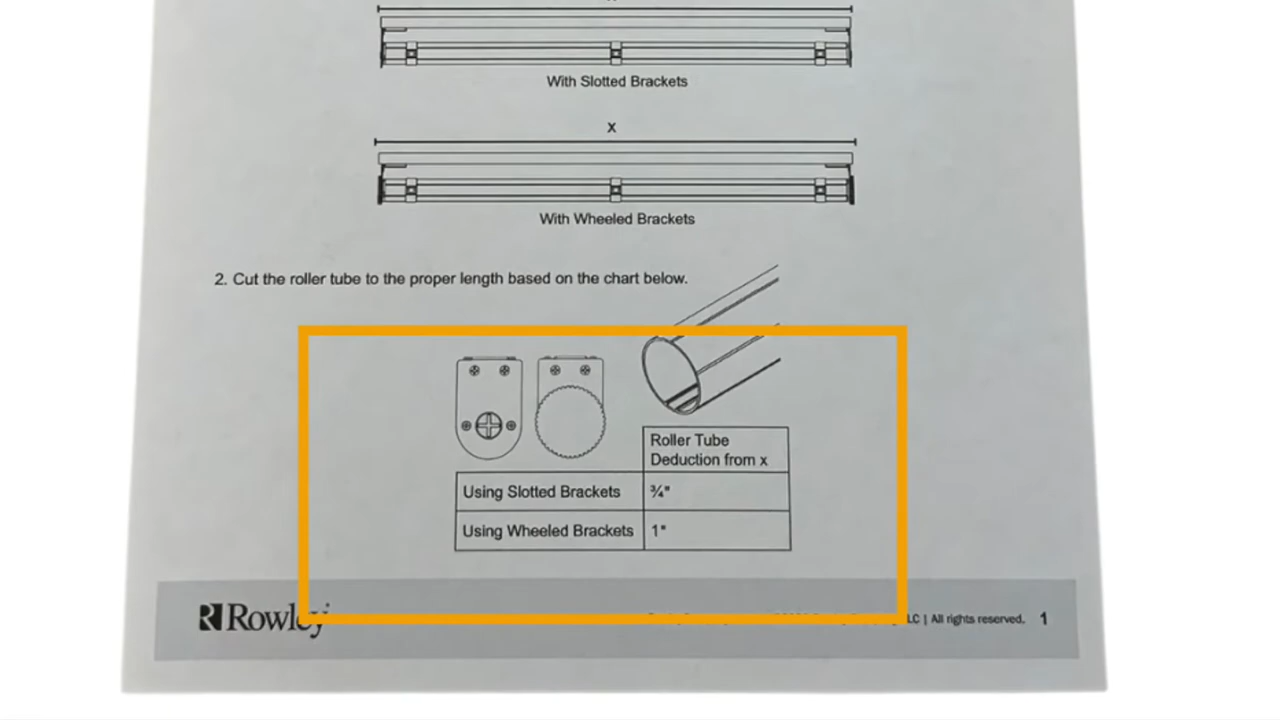 With Slotted Brackets
X
With Wheeled Brackets
2. Cut the roller tube to the proper length based on the chart below.
Roller Tube
Deduction from x
Using Slotted Brackets ¾"
Using Wheeled Brackets 1"
Rowley
LC | All rights reserved. 1